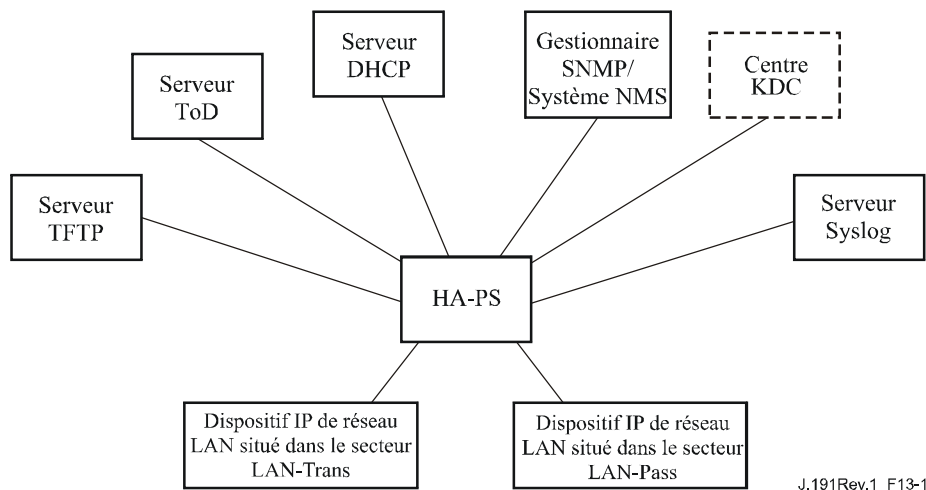 Serveur
DHCP
Gestionnaire
SNMP/
Système NMS
Centre
KDC
Serveur
ToD
Serveur
TFTP
Serveur
Syslog
HA-PS
Dispositif IP de réseau
LAN situé dans le secteur
LAN-Trans
Dispositif IP de réseau
LAN situé dans le secteur
LAN-Pass
J.191Rev.1_F13-1